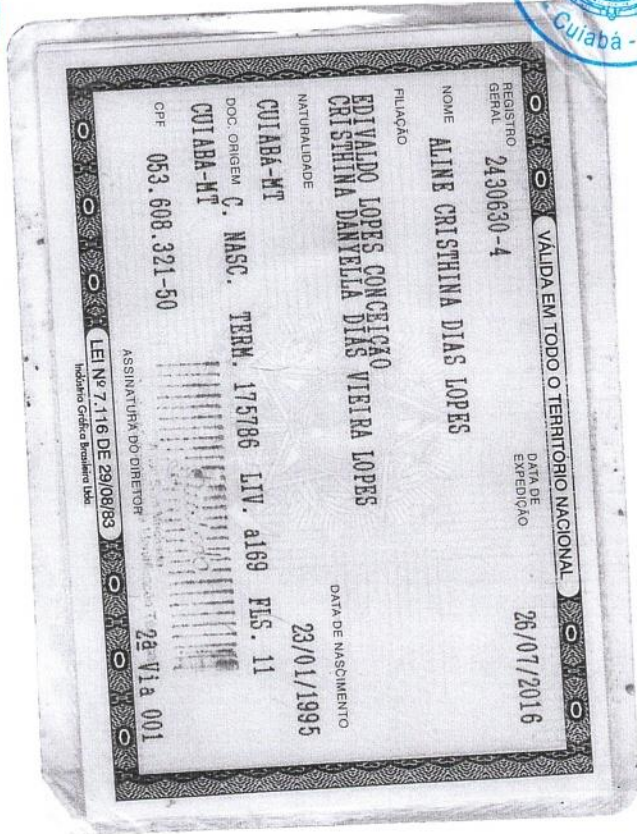 Cuiabá -
VÁLIDA EM TODO O TERRITÓRIO NACIONAL
REGISTRO GERAL 2430630-4 DATA DE EXPEDIÇÃO 26/07/2016
NOME ALINE CRISTHINA DIAS LOPES
FILIAÇÃO
EDIVALDO LOPES CONCEIÇÃO
CRISTHINA DANYELLA DIAS VIEIRA LOPES
NATURALIDADE DATA DE NASCIMENTO
CUIABÁ-MT 23/01/1995
DOC. ORIGEM C. NASC. TERM. 175786 LIV. a169 FLS. 11
CUIABA-MT
CPF 053.608.321-50
2ª Via 001
ASSINATURA DO DIRETOR
LEI Nº 7.116 DE 29/08/83
Indústria Gráfica Brasileira Ltda